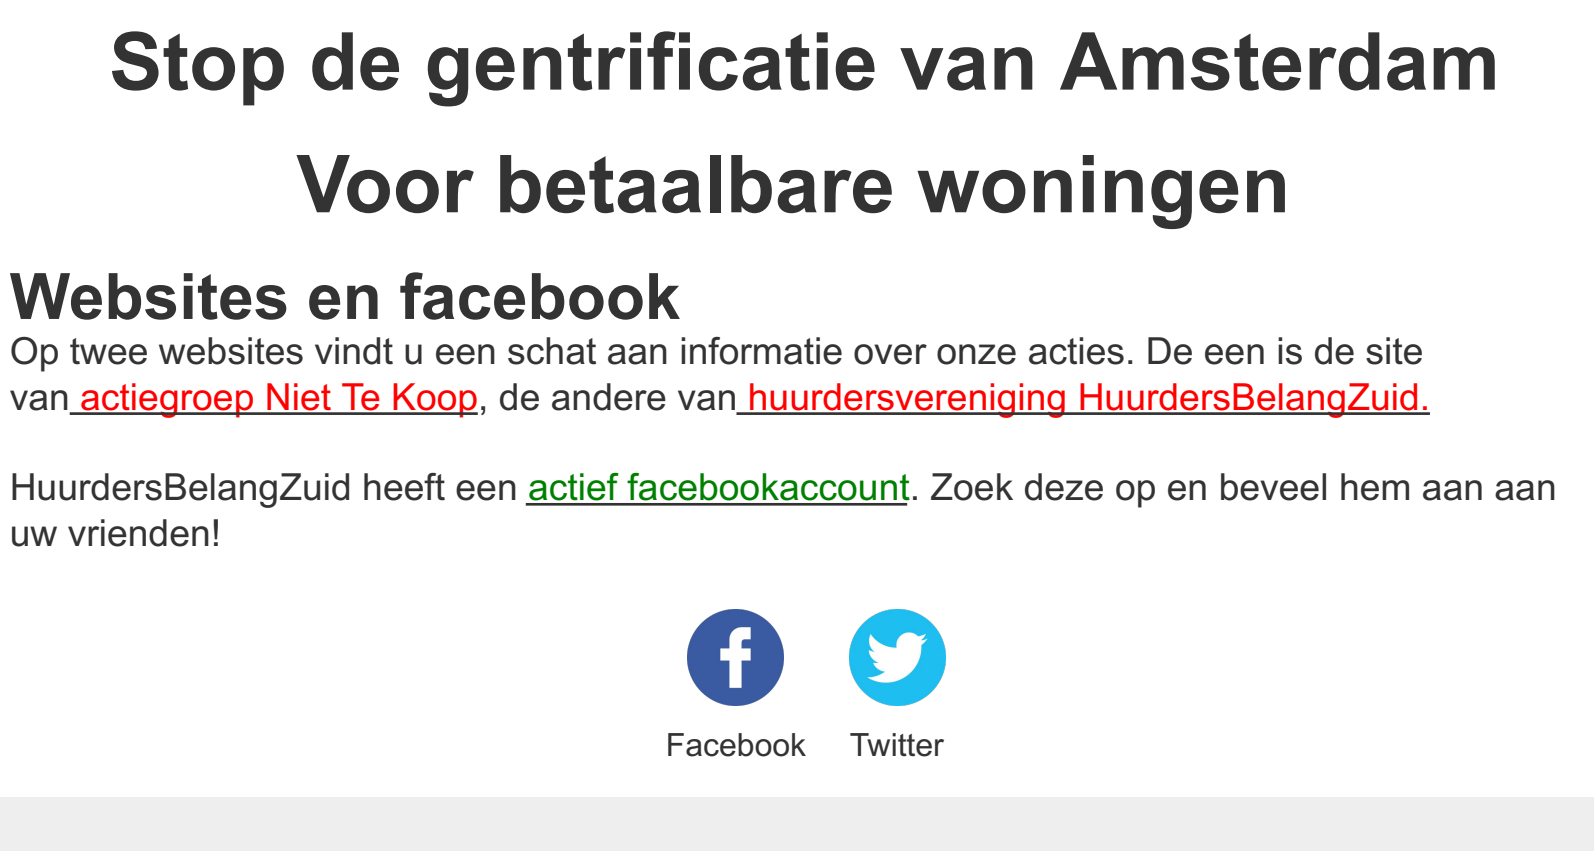 Stop de gentrificatie van Amsterdam
Voor betaalbare woningen
Websites en facebook
Op twee websites vindt u een schat aan informatie over onze acties. De een is de site
van actiegroep Niet Te Koop, de andere van huurdersvereniging HuurdersBelangZuid.
HuurdersBelangZuid heeft een actief facebookaccount. Zoek deze op en beveel hem aan aan
uw vrienden!
Facebook Twitter